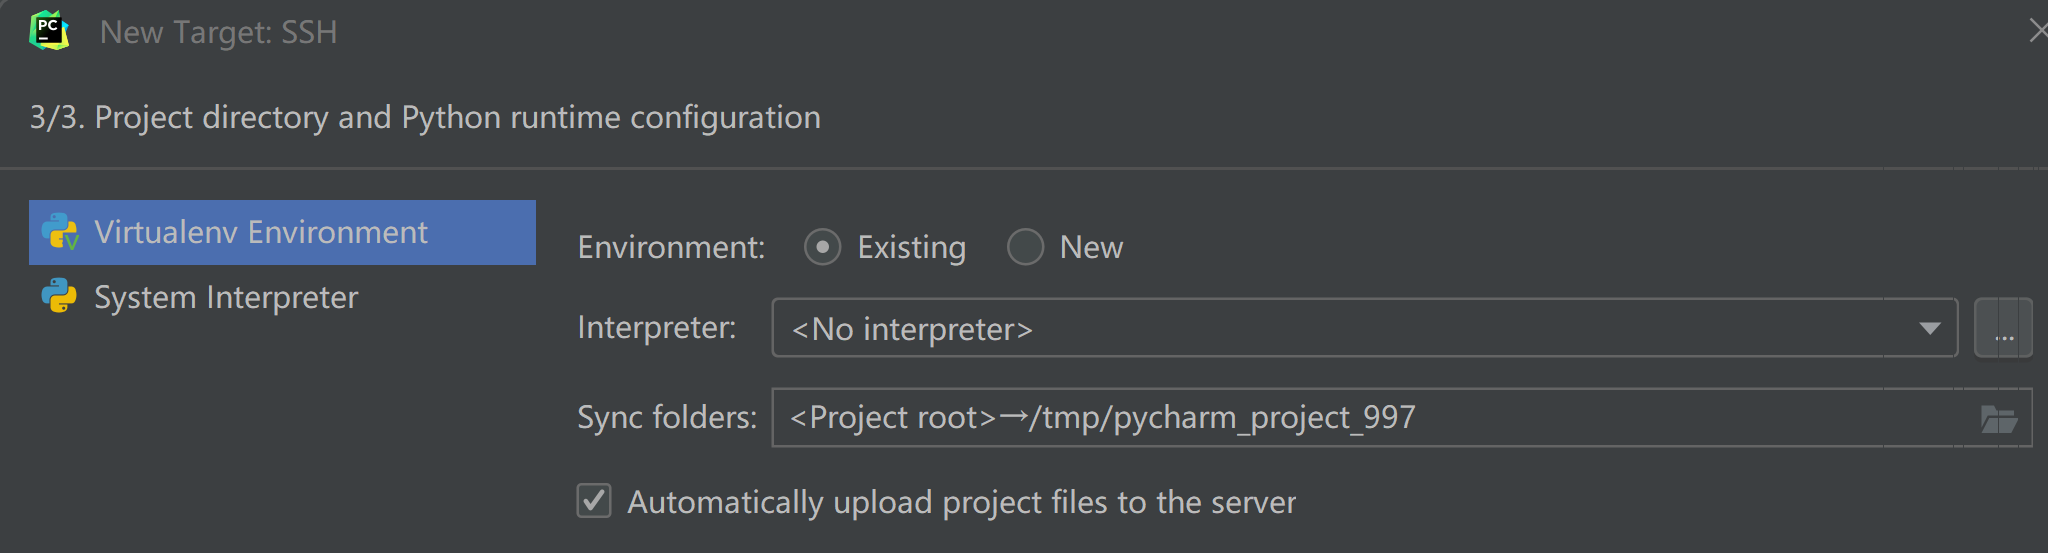 PC New Target: SSH
3/3. Project directory and Python runtime configuration
Virtualenv Environment
System Interpreter
Environment: Existing New
Interpreter: <No interpreter> ...
Sync folders: <Project root>→/tmp/pycharm_project_997
Automatically upload project files to the server